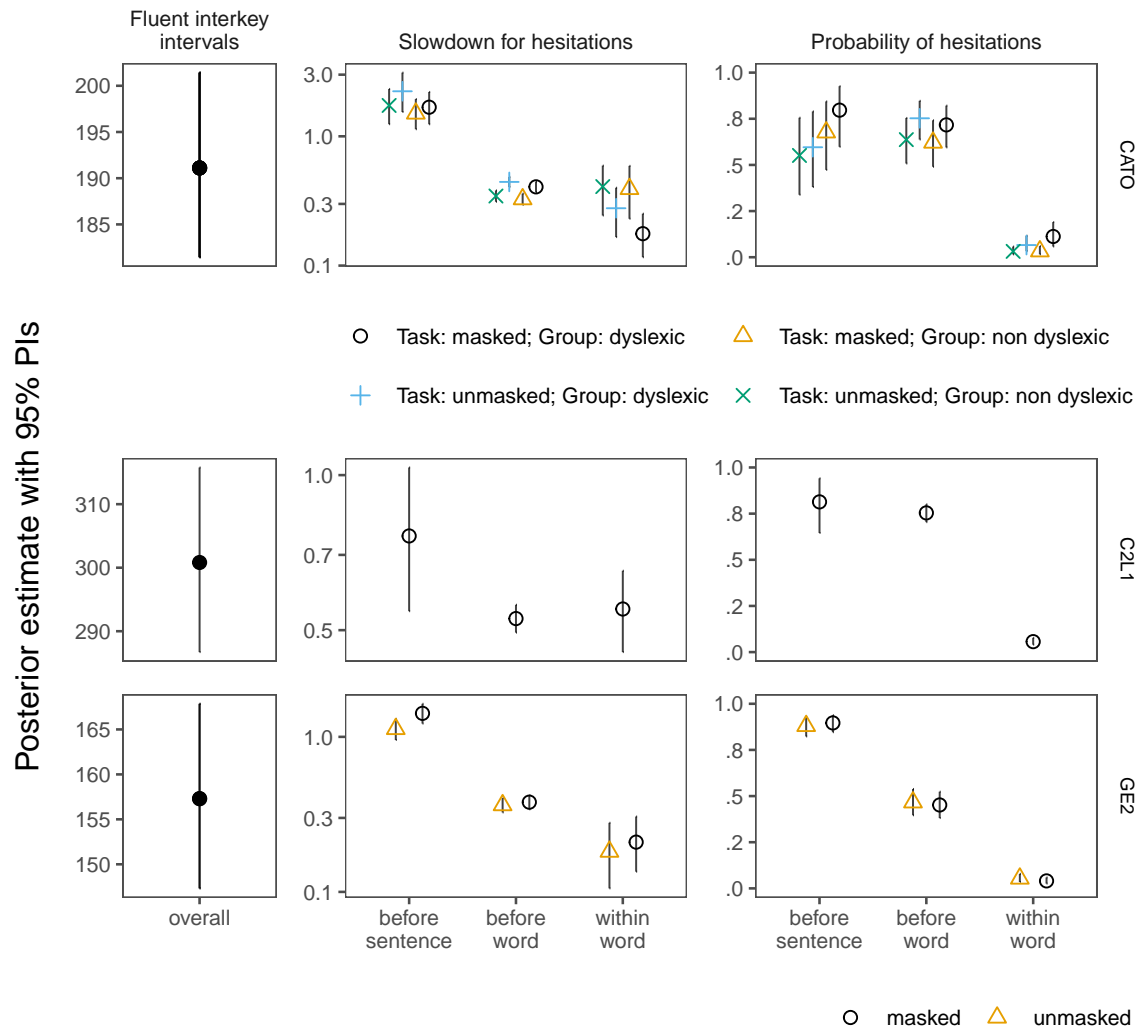 Fluent interkey
intervals
Slowdown for hesitations
Probability of hesitations
200
195
190
185
3.0
1.0
0.3
0.1
1.0
.8
.5
.2
.0
CATO
Task: masked; Group: dyslexic
Task: masked; Group: non dyslexic
Task: unmasked; Group: dyslexic
Task: unmasked; Group: non dyslexic
Posterior estimate with 95% PIs
310
300
290
1.0
0.7
0.5
1.0
.8
.5
.2
.0
C2L1
165
160
155
150
1.0
0.3
0.1
1.0
.8
.5
.2
.0
GE2
overall
before
sentence
before
word
within
word
before
sentence
before
word
within
word
masked
unmasked